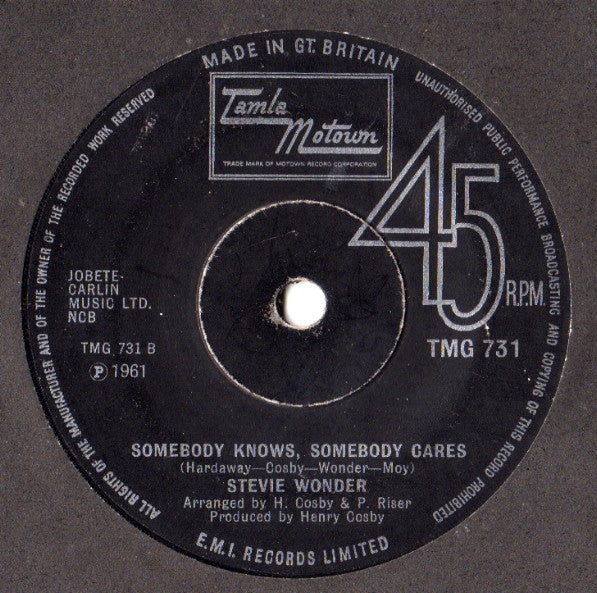 MADE IN GT. BRITAIN
Tamla
Motown
TRADE MARK OF MOTOWN RECORD CORPORATION
UNAUTHORISED PUBLIC PERFORMANCE BROADCASTING AND COPYING OF THIS RECORD PROHIBITED
ALL RIGHTS OF THE MANUFACTURER AND OF THE OWNER OF THE RECORDED WORK RESERVED
45
R.P.M.
JOBETE-
CARLIN
MUSIC LTD.
NCB
TMG 731 B
Ⓟ 1961
TMG 731
SOMEBODY KNOWS, SOMEBODY CARES
(Hardaway—Cosby—Wonder—Moy)
STEVIE WONDER
Arranged by H. Cosby & P. Riser
Produced by Henry Cosby
E.M.I. RECORDS LIMITED